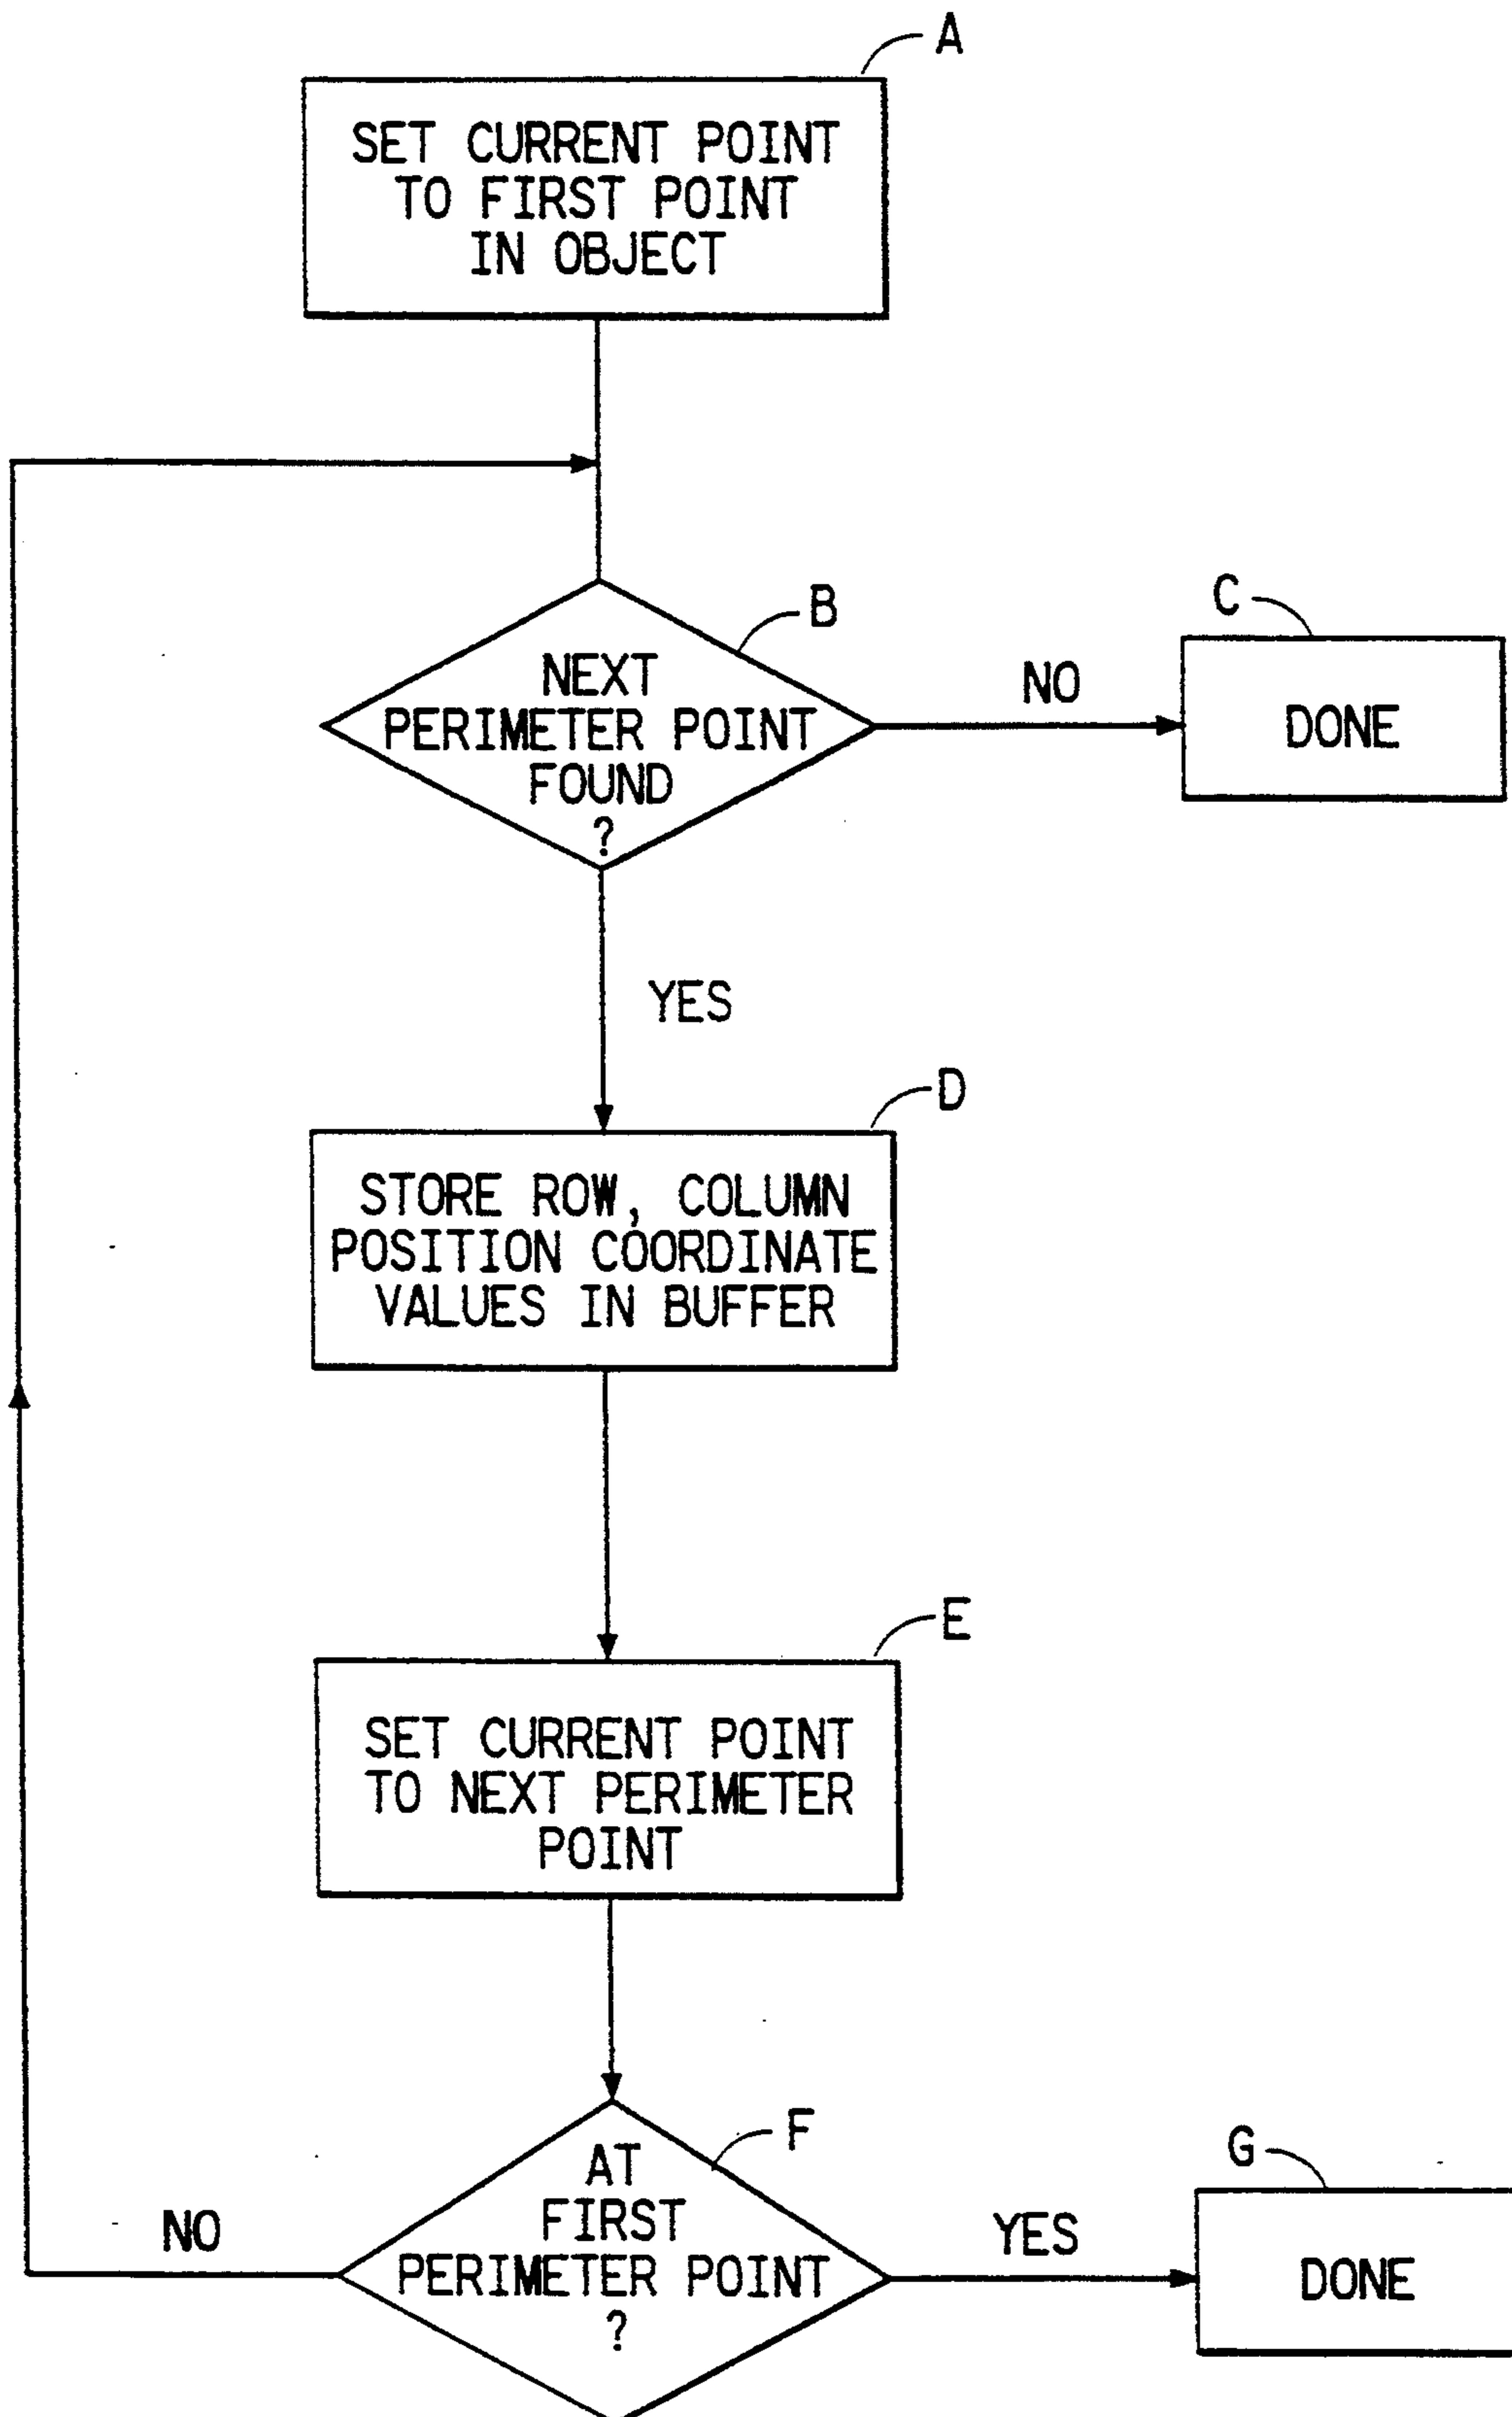 A
SET CURRENT POINT
TO FIRST POINT
IN OBJECT
B
NEXT
PERIMETER POINT
FOUND
?
NO
C
DONE
YES
D
STORE ROW, COLUMN
POSITION COORDINATE
VALUES IN BUFFER
E
SET CURRENT POINT
TO NEXT PERIMETER
POINT
F
AT
FIRST
PERIMETER POINT
?
NO
YES
G
DONE